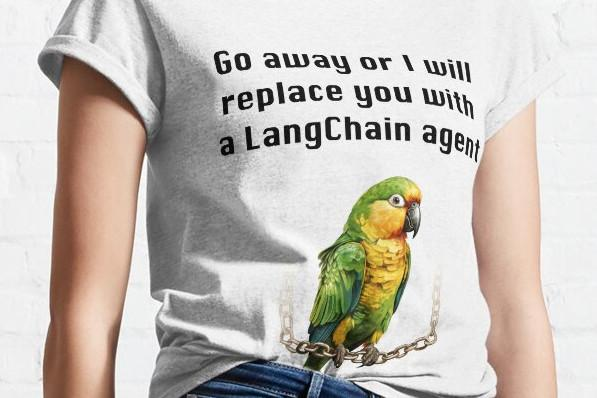 Go away or I will
replace you with
a LangChain agent